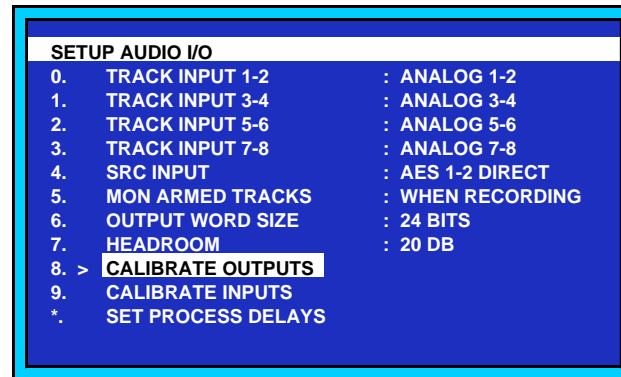 SETUP AUDIO I/O
0. TRACK INPUT 1-2 : ANALOG 1-2
1. TRACK INPUT 3-4 : ANALOG 3-4
2. TRACK INPUT 5-6 : ANALOG 5-6
3. TRACK INPUT 7-8 : ANALOG 7-8
4. SRC INPUT : AES 1-2 DIRECT
5. MON ARMED TRACKS : WHEN RECORDING
6. OUTPUT WORD SIZE : 24 BITS
7. HEADROOM : 20 DB
8. > CALIBRATE OUTPUTS
9. CALIBRATE INPUTS
*. SET PROCESS DELAYS